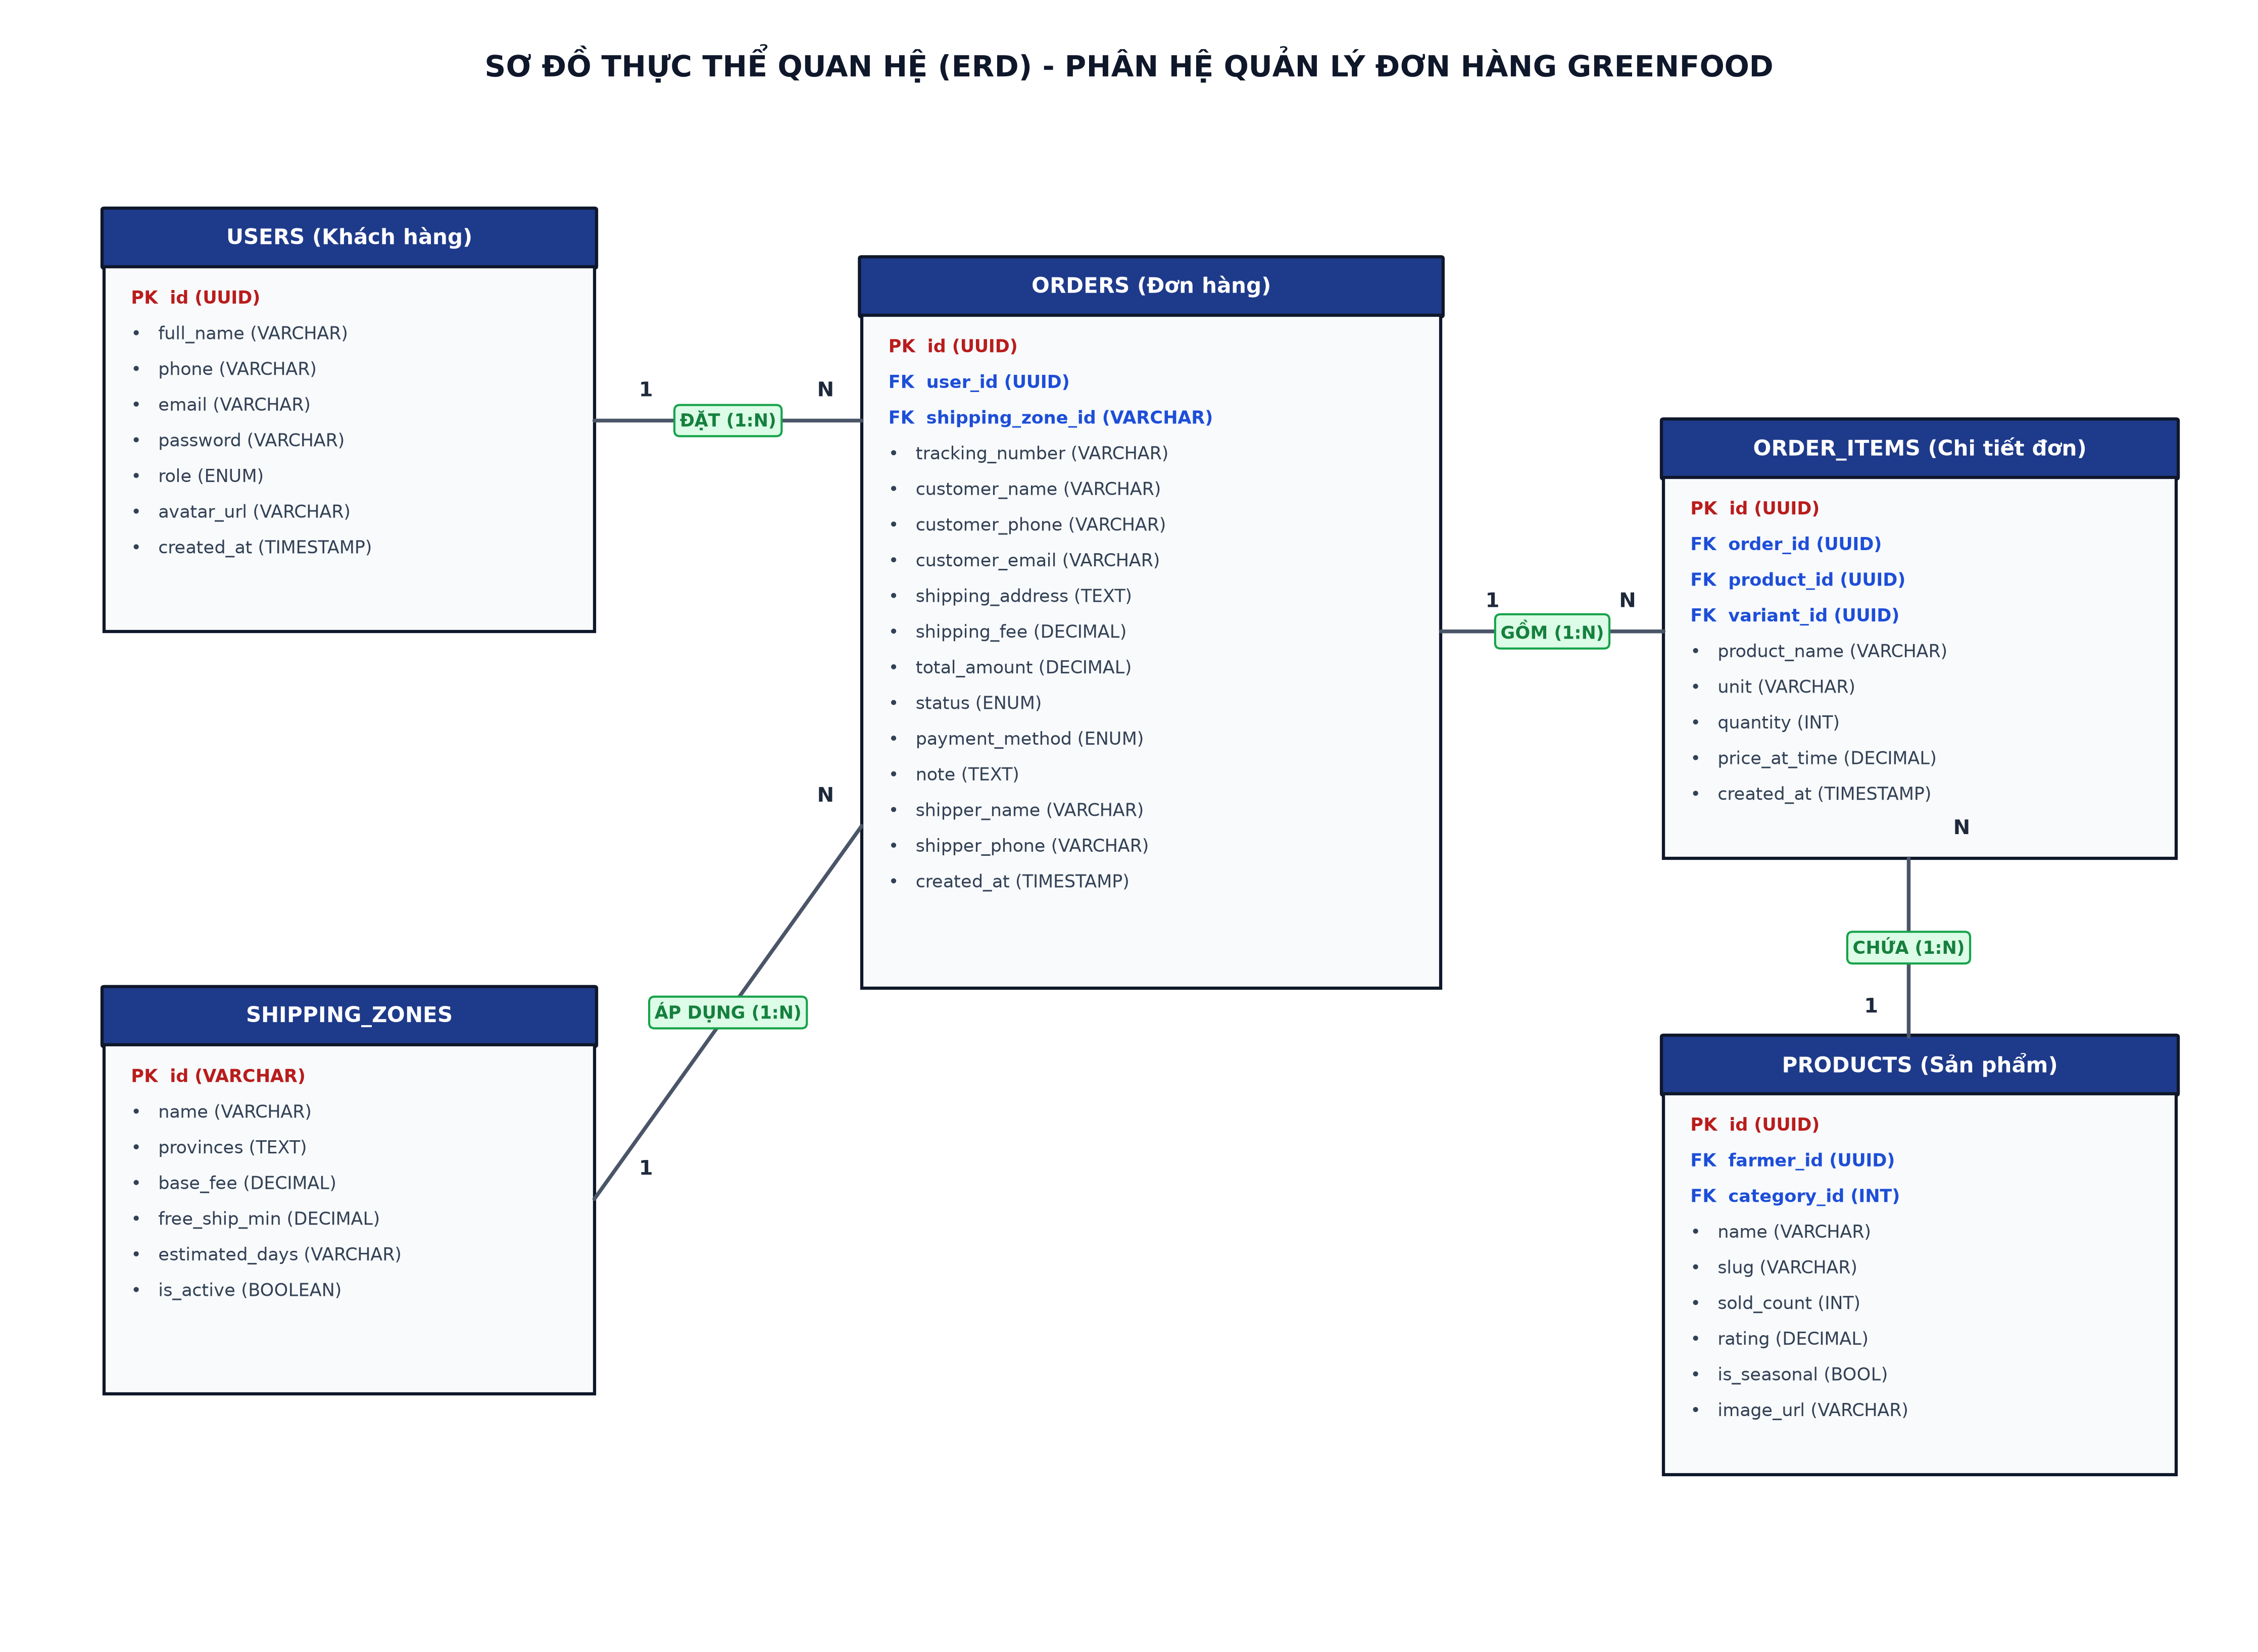 SƠ ĐỒ THỰC THỂ QUAN HỆ (ERD) - PHÂN HỆ QUẢN LÝ ĐƠN HÀNG GREENFOOD
USERS (Khách hàng)
PK id (UUID)
• full_name (VARCHAR)
• phone (VARCHAR)
• email (VARCHAR)
• password (VARCHAR)
• role (ENUM)
• avatar_url (VARCHAR)
• created_at (TIMESTAMP)
1
ĐẶT (1:N)
N
ORDERS (Đơn hàng)
PK id (UUID)
FK user_id (UUID)
FK shipping_zone_id (VARCHAR)
• tracking_number (VARCHAR)
• customer_name (VARCHAR)
• customer_phone (VARCHAR)
• customer_email (VARCHAR)
• shipping_address (TEXT)
• shipping_fee (DECIMAL)
• total_amount (DECIMAL)
• status (ENUM)
• payment_method (ENUM)
• note (TEXT)
• shipper_name (VARCHAR)
• shipper_phone (VARCHAR)
• created_at (TIMESTAMP)
1
GỒM (1:N)
N
ORDER_ITEMS (Chi tiết đơn)
PK id (UUID)
FK order_id (UUID)
FK product_id (UUID)
FK variant_id (UUID)
• product_name (VARCHAR)
• unit (VARCHAR)
• quantity (INT)
• price_at_time (DECIMAL)
• created_at (TIMESTAMP)
N
CHỨA (1:N)
1
N
ÁP DỤNG (1:N)
1
SHIPPING_ZONES
PK id (VARCHAR)
• name (VARCHAR)
• provinces (TEXT)
• base_fee (DECIMAL)
• free_ship_min (DECIMAL)
• estimated_days (VARCHAR)
• is_active (BOOLEAN)
PRODUCTS (Sản phẩm)
PK id (UUID)
FK farmer_id (UUID)
FK category_id (INT)
• name (VARCHAR)
• slug (VARCHAR)
• sold_count (INT)
• rating (DECIMAL)
• is_seasonal (BOOL)
• image_url (VARCHAR)